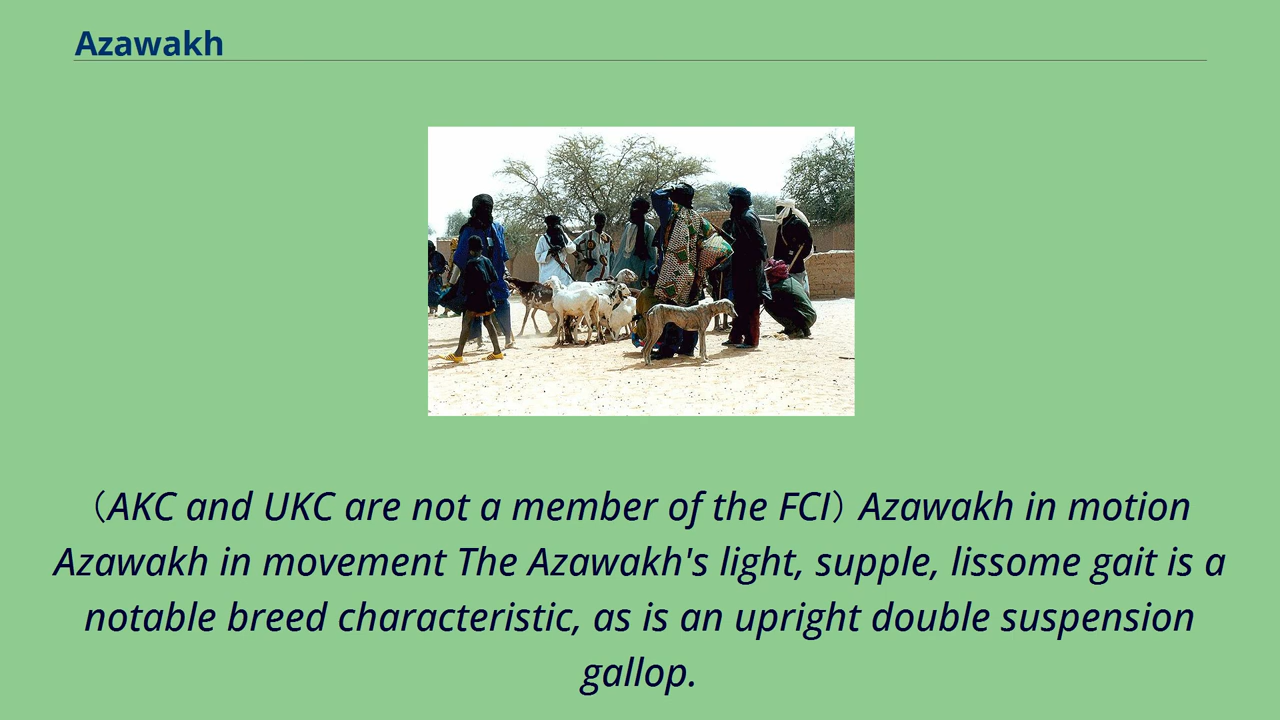 Azawakh
（AKC and UKC are not a member of the FCI）Azawakh in motion
Azawakh in movement The Azawakh's light, supple, lissome gait is a
notable breed characteristic, as is an upright double suspension
gallop.